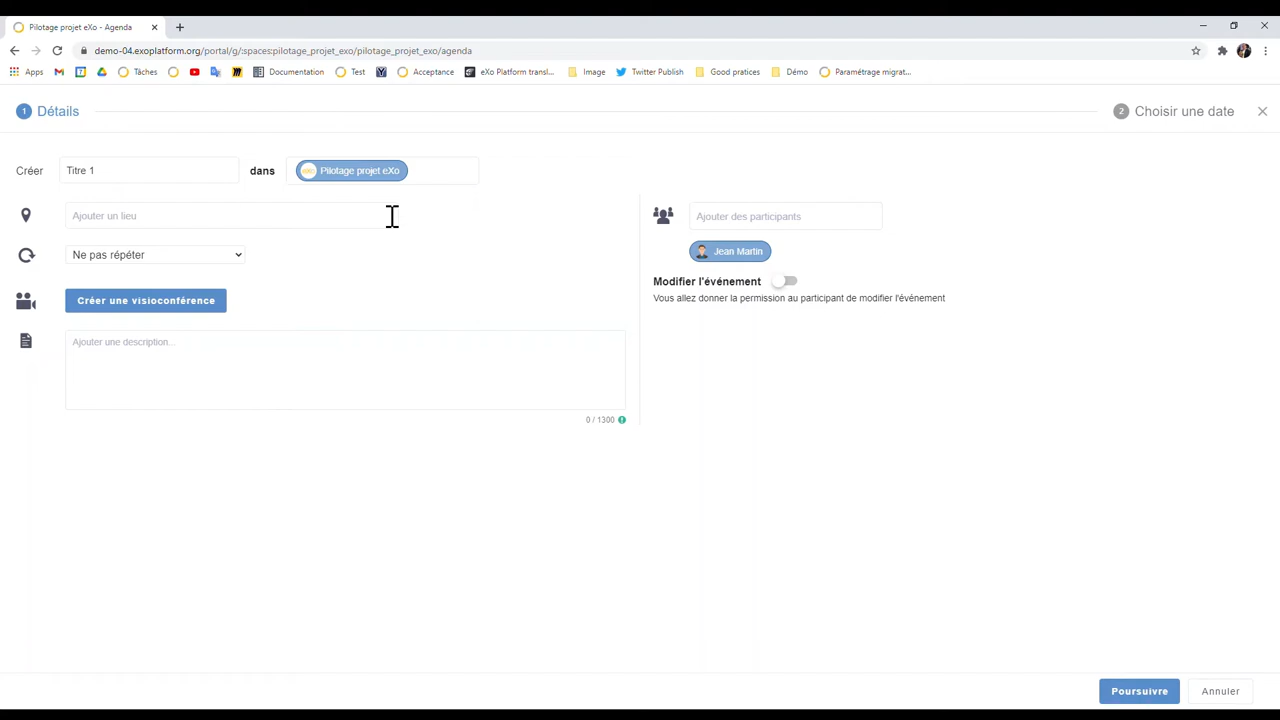 Pilotage projet eXo - Agenda
demo-04.exoplatform.org/portal/g/:spaces:pilotage_projet_exo/pilotage_projet_exo/agenda
Apps Tâches Documentation Test Acceptance eXo Platform transl... Image Twitter Publish Good pratices Démo Paramétrage migrat...
1 Détails 2 Choisir une date
Créer Titre 1 dans eXo Pilotage projet eXo
Ajouter un lieu
Ne pas répéter
Créer une visioconférence
Ajouter une description...
0 / 1300
Ajouter des participants
Jean Martin
Modifier l'événement
Vous allez donner la permission au participant de modifier l'événement
Poursuivre Annuler